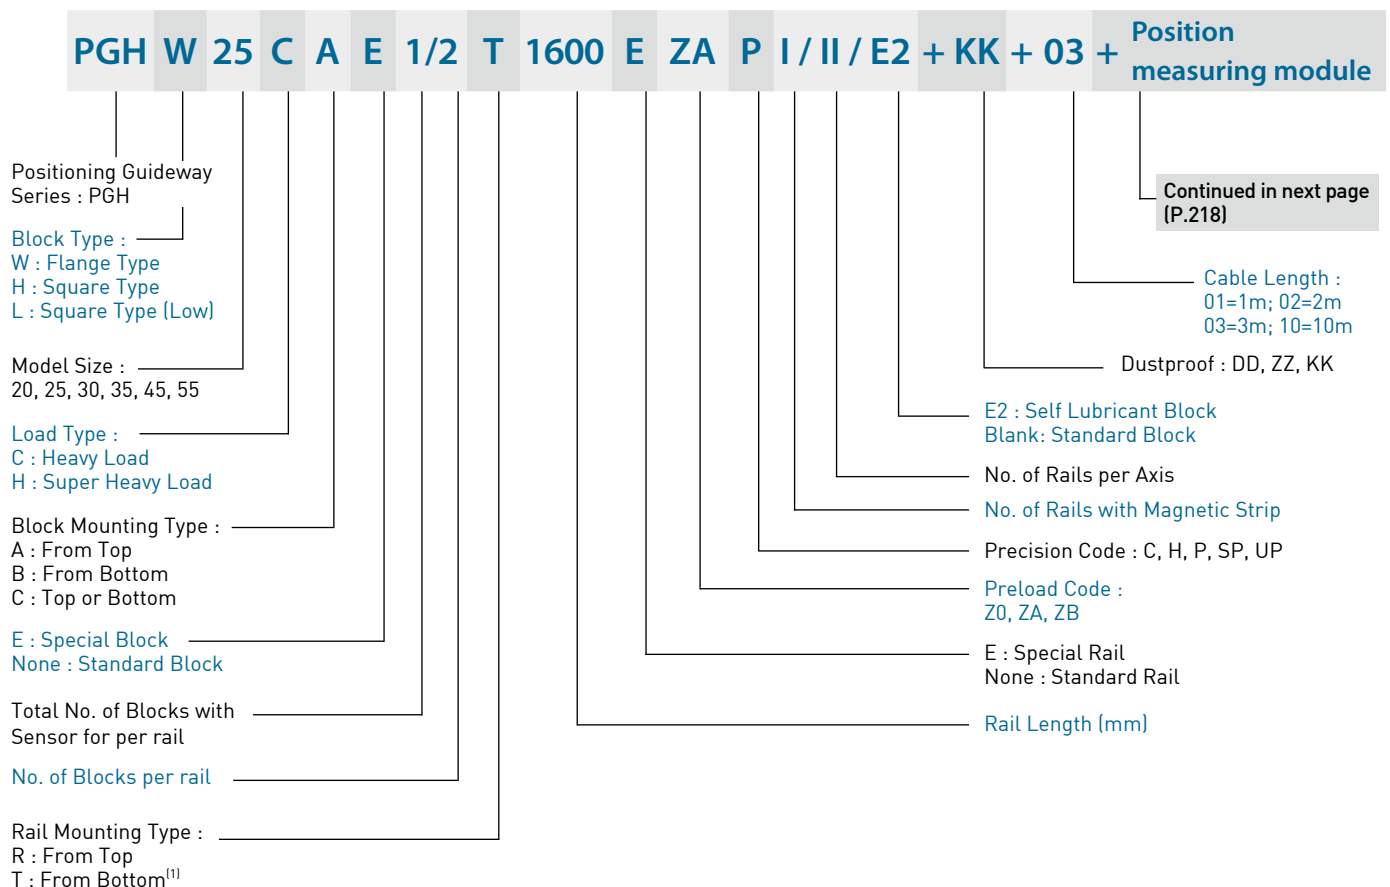 PGH W 25 C A E 1/2 T 1600 E ZA P I / II / E2 + KK + 03 + Position
measuring module
Positioning Guideway
Series : PGH
Block Type :
W : Flange Type
H : Square Type
L : Square Type (Low)
Model Size :
20, 25, 30, 35, 45, 55
Load Type :
C : Heavy Load
H : Super Heavy Load
Block Mounting Type :
A : From Top
B : From Bottom
C : Top or Bottom
E : Special Block
None : Standard Block
Total No. of Blocks with
Sensor for per rail
No. of Blocks per rail
Rail Mounting Type :
R : From Top
T : From Bottom(1)
Continued in next page
(P.218)
Cable Length :
01=1m; 02=2m
03=3m; 10=10m
Dustproof : DD, ZZ, KK
E2 : Self Lubricant Block
Blank: Standard Block
No. of Rails per Axis
No. of Rails with Magnetic Strip
Precision Code : C, H, P, SP, UP
Preload Code :
Z0, ZA, ZB
E : Special Rail
None : Standard Rail
Rail Length (mm)